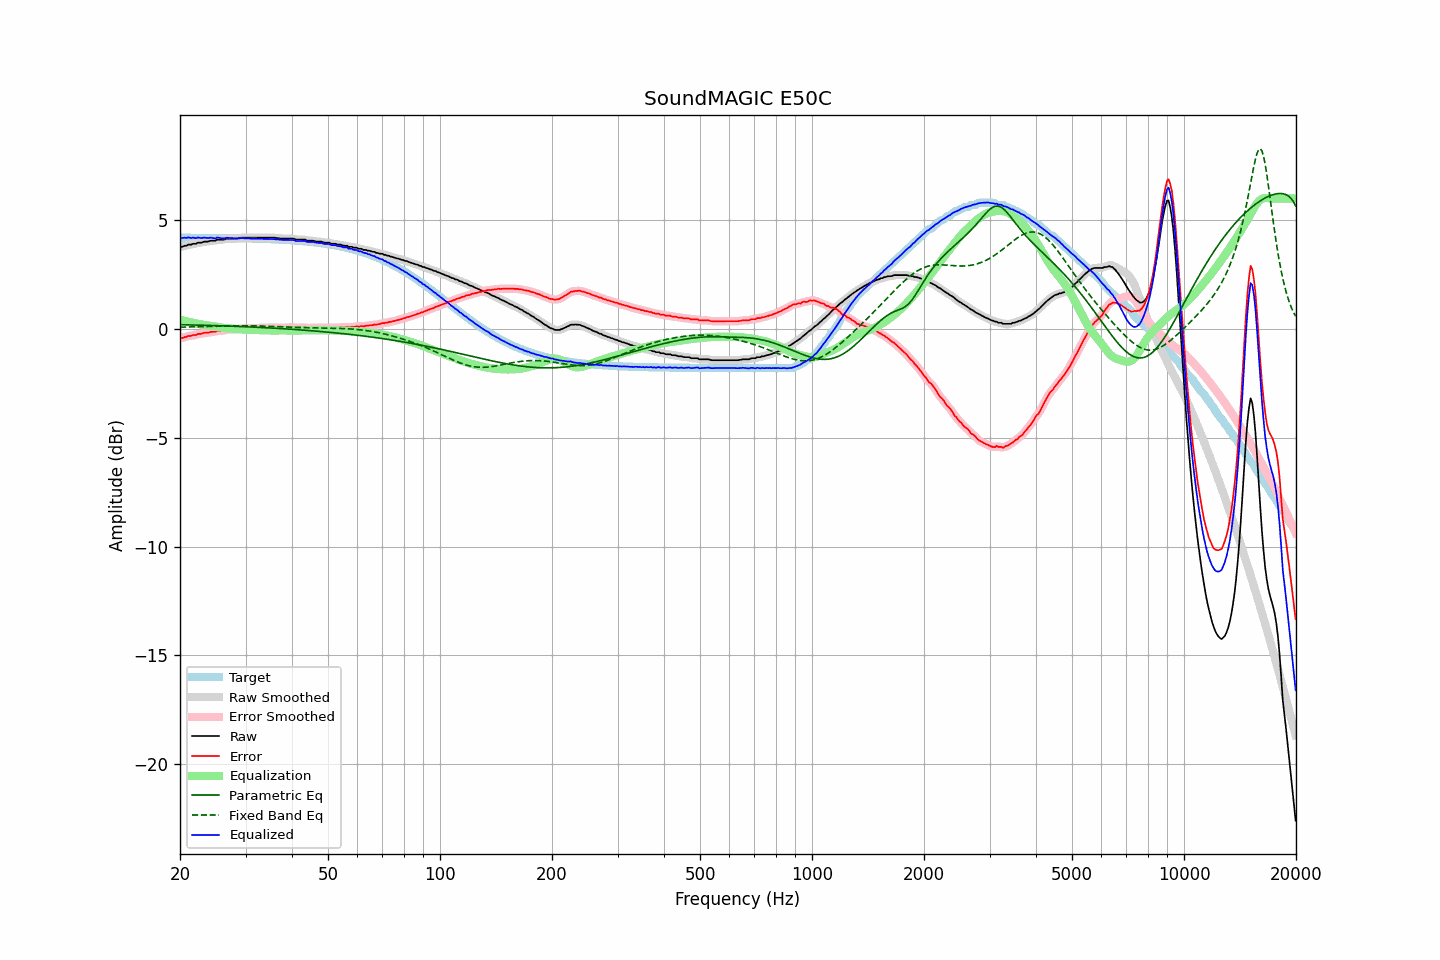 SoundMAGIC E50C
Amplitude (dBr)
5
0
−5
−10
−15
−20
Target
Raw Smoothed
Error Smoothed
Raw
Error
Equalization
Parametric Eq
Fixed Band Eq
Equalized
20 50 100 200 500 1000 2000 5000 10000 20000
Frequency (Hz)